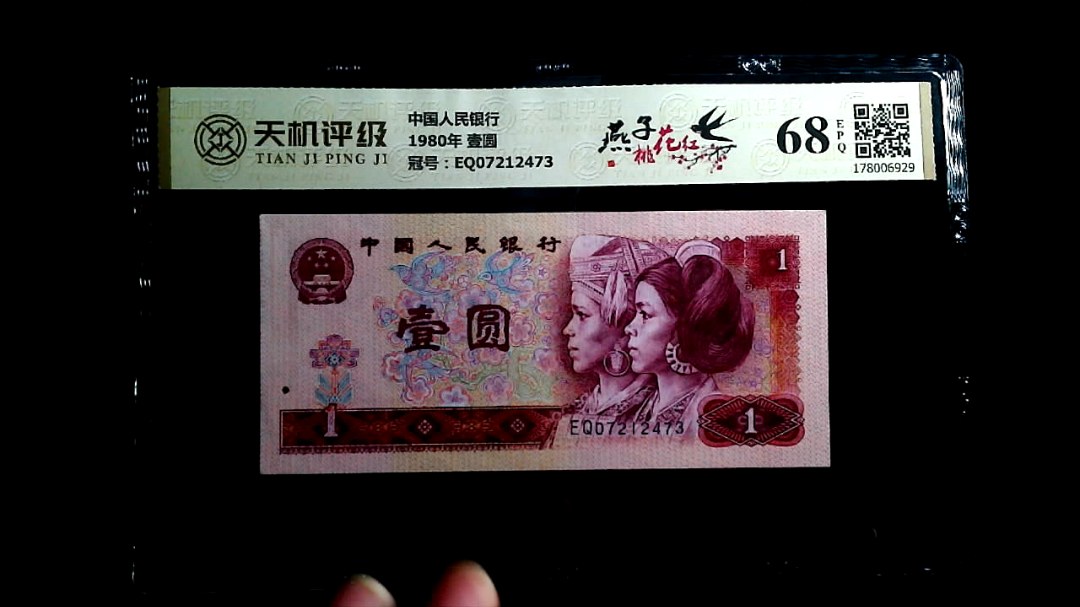 天机评级
TIAN JI PING JI
中国人民银行
1980年 壹圆
冠号：EQ07212473
燕子
桃花红
68
EPQ
178006929
中國人民銀行
1
壹圆
1
EQ07212473
1